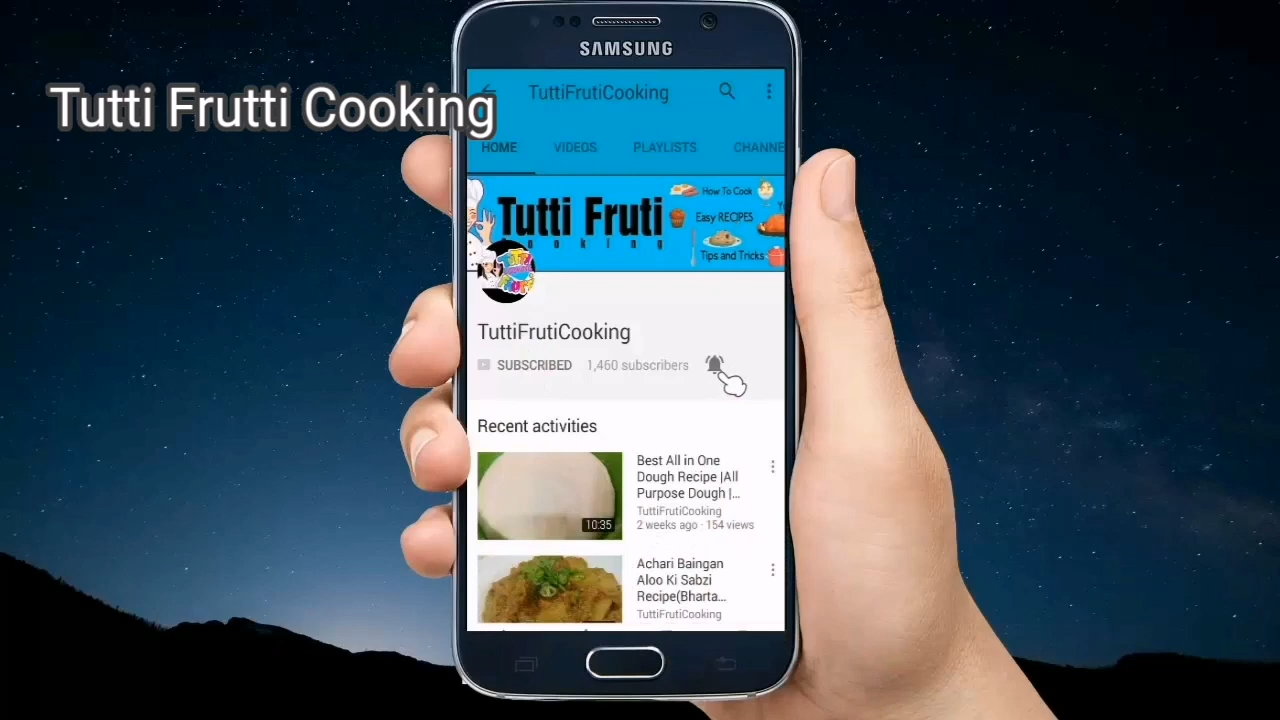 SAMSUNG
Tutti Frutti Cooking
TuttiFrutiCooking
HOME VIDEOS PLAYLISTS CHANNE
Tutti Fruti
cooking
How To Cook
Easy RECIPES
Tips and Tricks
TuttiFrutiCooking
SUBSCRIBED 1,460 subscribers
Recent activities
Best All in One
Dough Recipe |All
Purpose Dough |...
TuttiFrutiCooking
2 weeks ago · 154 views
10:35
Achari Baingan
Aloo Ki Sabzi
Recipe(Bharta...
TuttiFrutiCooking